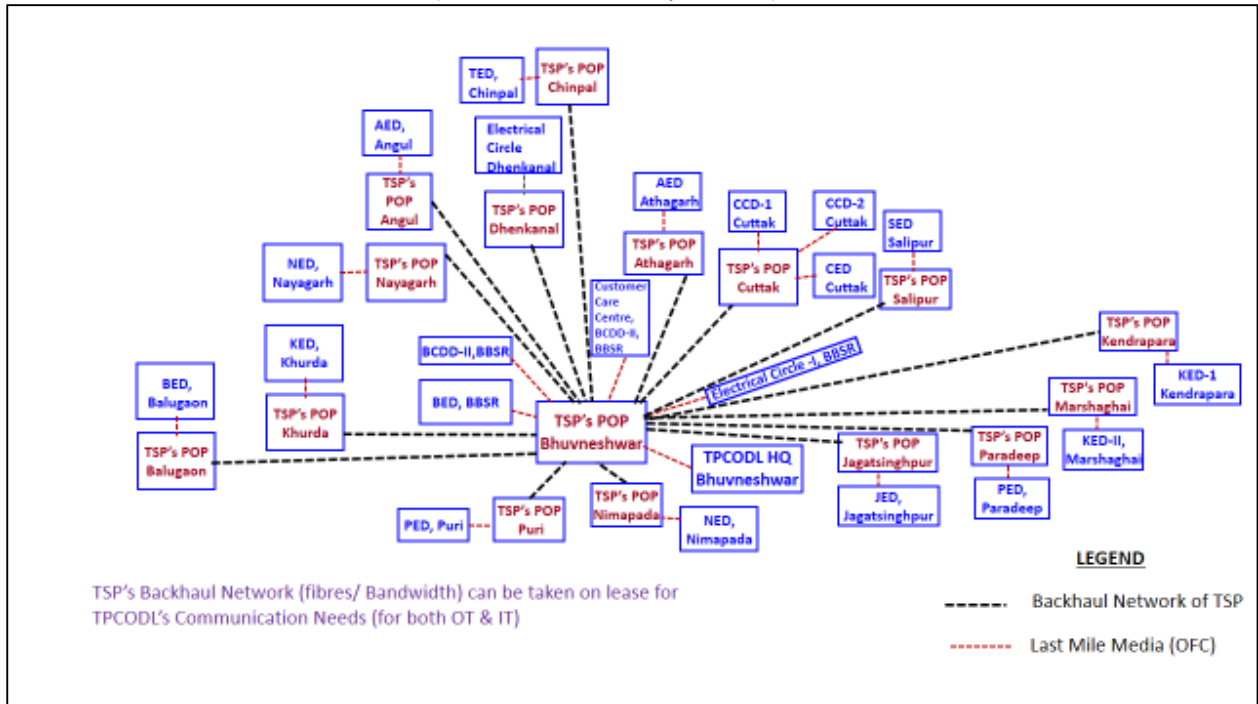 TED,
Chinpal
TSP's POP
Chinpal
AED,
Angul
TSP's
POP
Angul
Electrical
Circle
Dhenkanal
TSP's POP
Dhenkanal
AED
Athagarh
TSP's POP
Athagarh
CCD-1
Cuttak
CCD-2
Cuttak
TSP's POP
Cuttak
CED
Cuttak
SED
Salipur
TSP's POP
Salipur
NED,
Nayagarh
TSP's POP
Nayagarh
Customer
Care
Centre,
BCDD-II,
BBSR
BCDD-II,BBSR
Electrical Circle -I, BBSR
TSP's POP
Kendrapara
KED-1
Kendrapara
KED,
Khurda
TSP's POP
Khurda
BED,
Balugaon
TSP's POP
Balugaon
BED, BBSR
TSP's POP
Bhuvneshwar
TPCODL HQ
Bhuvneshwar
TSP's POP
Marshaghai
KED-II,
Marshaghai
TSP's POP
Jagatsinghpur
JED,
Jagatsinghpur
TSP's POP
Paradeep
PED,
Paradeep
PED, Puri
TSP's POP
Puri
TSP's POP
Nimapada
NED,
Nimapada
TSP's Backhaul Network (fibres/ Bandwidth) can be taken on lease for
TPCODL's Communication Needs (for both OT & IT)
LEGEND
Backhaul Network of TSP
Last Mile Media (OFC)